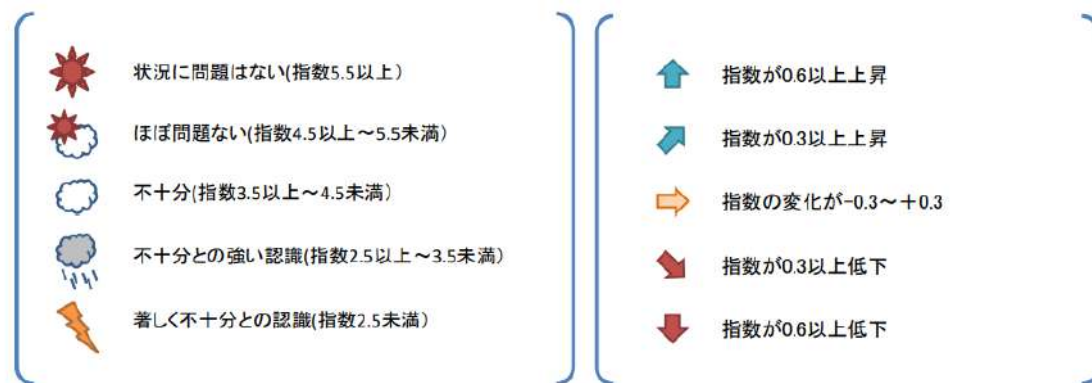 状況に問題はない(指数5.5以上)
ほぼ問題ない(指数4.5以上～5.5未満)
不十分(指数3.5以上～4.5未満)
不十分との強い認識(指数2.5以上～3.5未満)
著しく不十分との認識(指数2.5未満)
指数が0.6以上上昇
指数が0.3以上上昇
指数の変化が-0.3～＋0.3
指数が0.3以上低下
指数が0.6以上低下